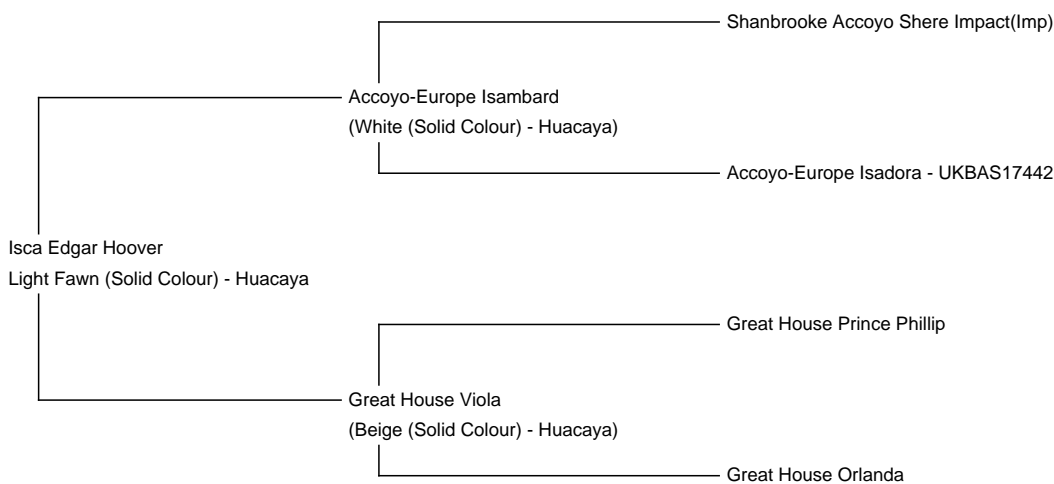 Shanbrooke Accoyo Shere Impact(Imp)
Accoyo-Europe Isambard
(White (Solid Colour) - Huacaya)
Accoyo-Europe Isadora - UKBAS17442
Isca Edgar Hoover
Light Fawn (Solid Colour) - Huacaya
Great House Prince Phillip
Great House Viola
(Beige (Solid Colour) - Huacaya)
Great House Orlanda